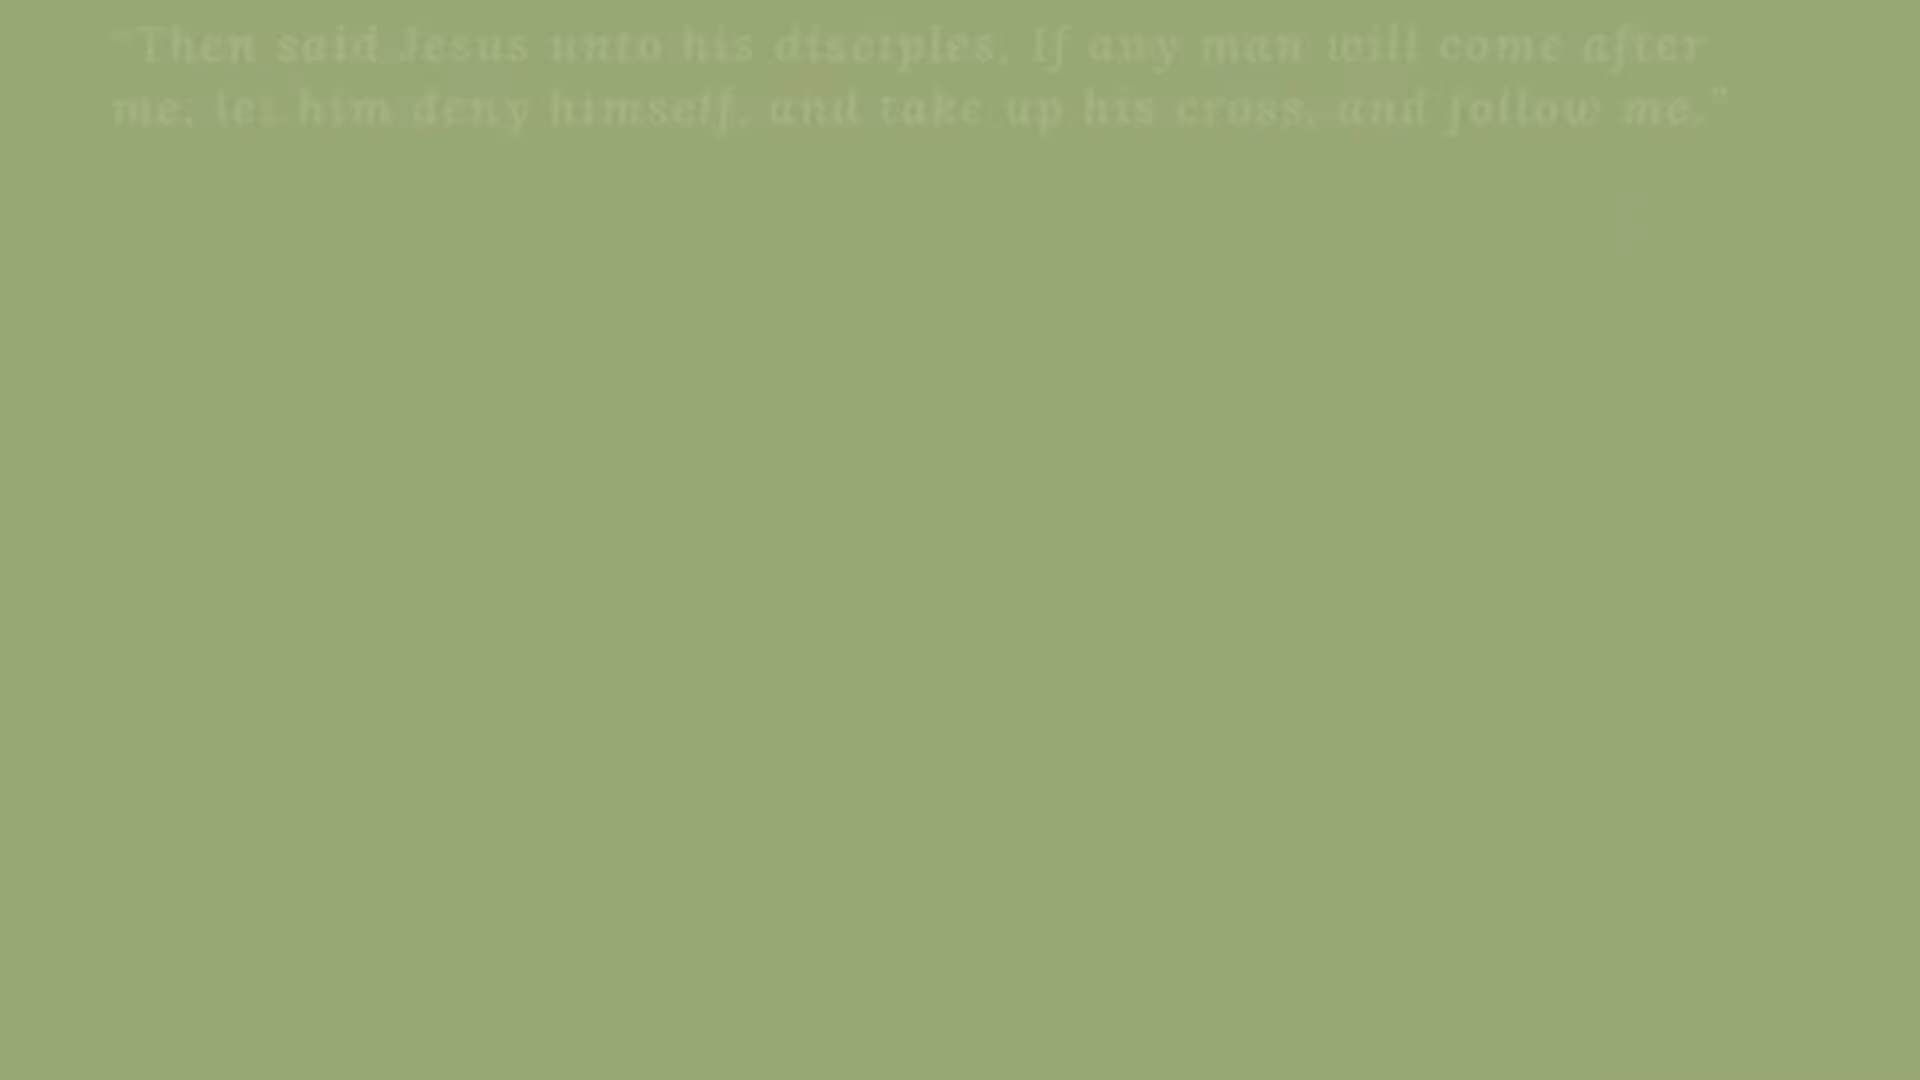 "Then said Jesus unto his disciples, If any man will come after
me, let him deny himself, and take up his cross, and follow me."